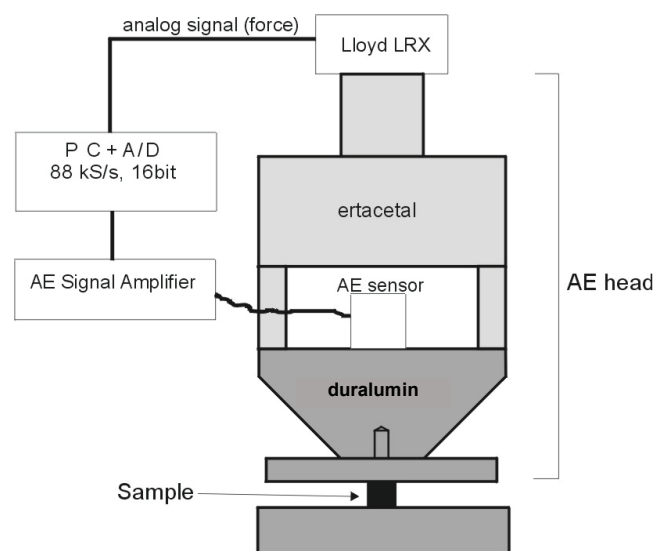 analog signal (force)
Lloyd LRX
P C + A/D
88 kS/s, 16bit
ertacetal
AE Signal Amplifier
AE sensor
AE head
duralumin
Sample